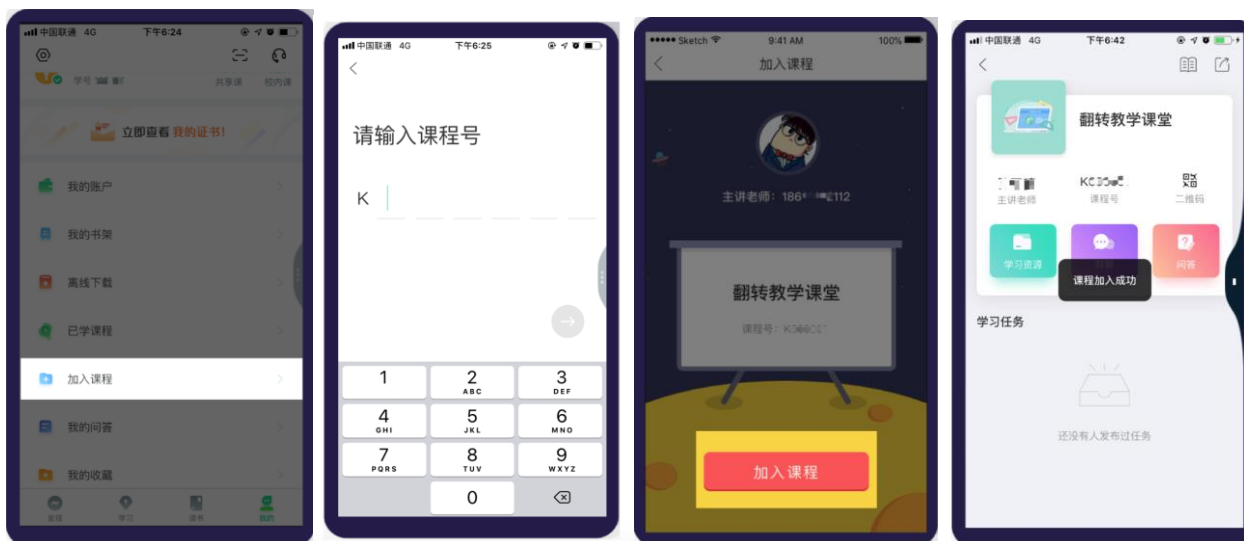 中国联通 4G 下午6:24
学号
共享课 校内课
立即查看 我的证书!
我的账户
我的书架
离线下载
已学课程
加入课程
我的问答
我的收藏
发现 学习 读书 我的
中国联通 4G 下午6:25
请输入课程号
K
1
2 ABC
3 DEF
4 GHI
5 JKL
6 MNO
7 PQRS
8 TUV
9 WXYZ
0
Sketch 9:41 AM 100%
加入课程
主讲老师:186 112
翻转教学课堂
课程号:
加入课程
中国联通 4G 下午6:42
翻转教学课堂
主讲老师 课程号 二维码
学习资源 问答
课程加入成功
学习任务
还没有人发布过任务